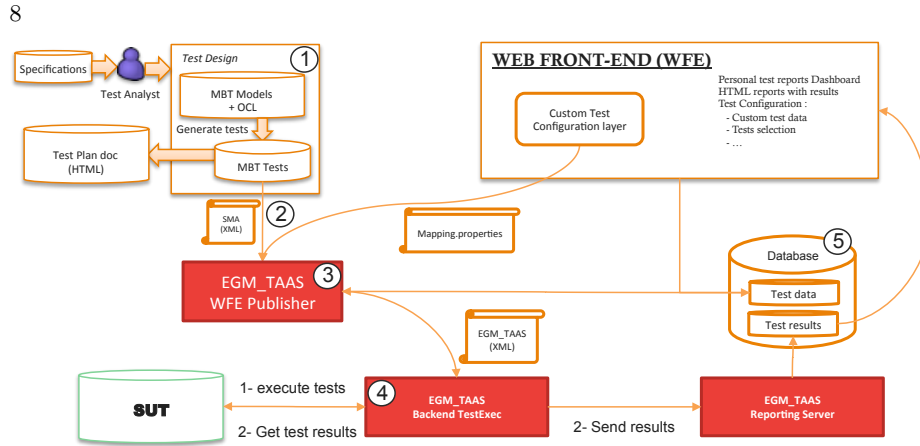 8
Specifications
Test Analyst
Test Design
1
MBT Models
+ OCL
Generate tests
MBT Tests
Test Plan doc
(HTML)
WEB FRONT-END (WFE)
Personal test reports Dashboard
HTML reports with results
Test Configuration :
- Custom test data
- Tests selection
- ...
Custom Test
Configuration layer
SMA
(XML)
2
Mapping.properties
EGM_TAAS
WFE Publisher
3
5
Database
Test data
Test results
EGM_TAAS
(XML)
SUT
1- execute tests
2- Get test results
4
EGM_TAAS
Backend TestExec
2- Send results
EGM_TAAS
Reporting Server